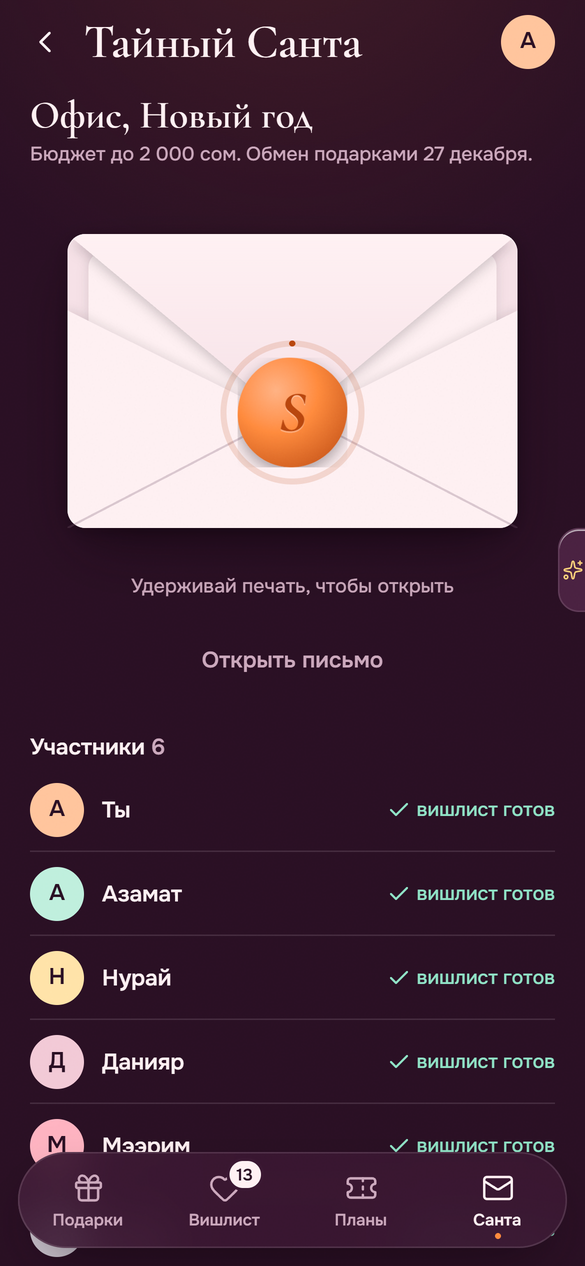 Тайный Санта
А
Офис, Новый год
Бюджет до 2 000 сом. Обмен подарками 27 декабря.
S
Удерживай печать, чтобы открыть
Открыть письмо
Участники 6
А Ты ВИШЛИСТ ГОТОВ
А Азамат ВИШЛИСТ ГОТОВ
Н Нурай ВИШЛИСТ ГОТОВ
Д Данияр ВИШЛИСТ ГОТОВ
М Мээрим ВИШЛИСТ ГОТОВ
13
Подарки Вишлист Планы Санта